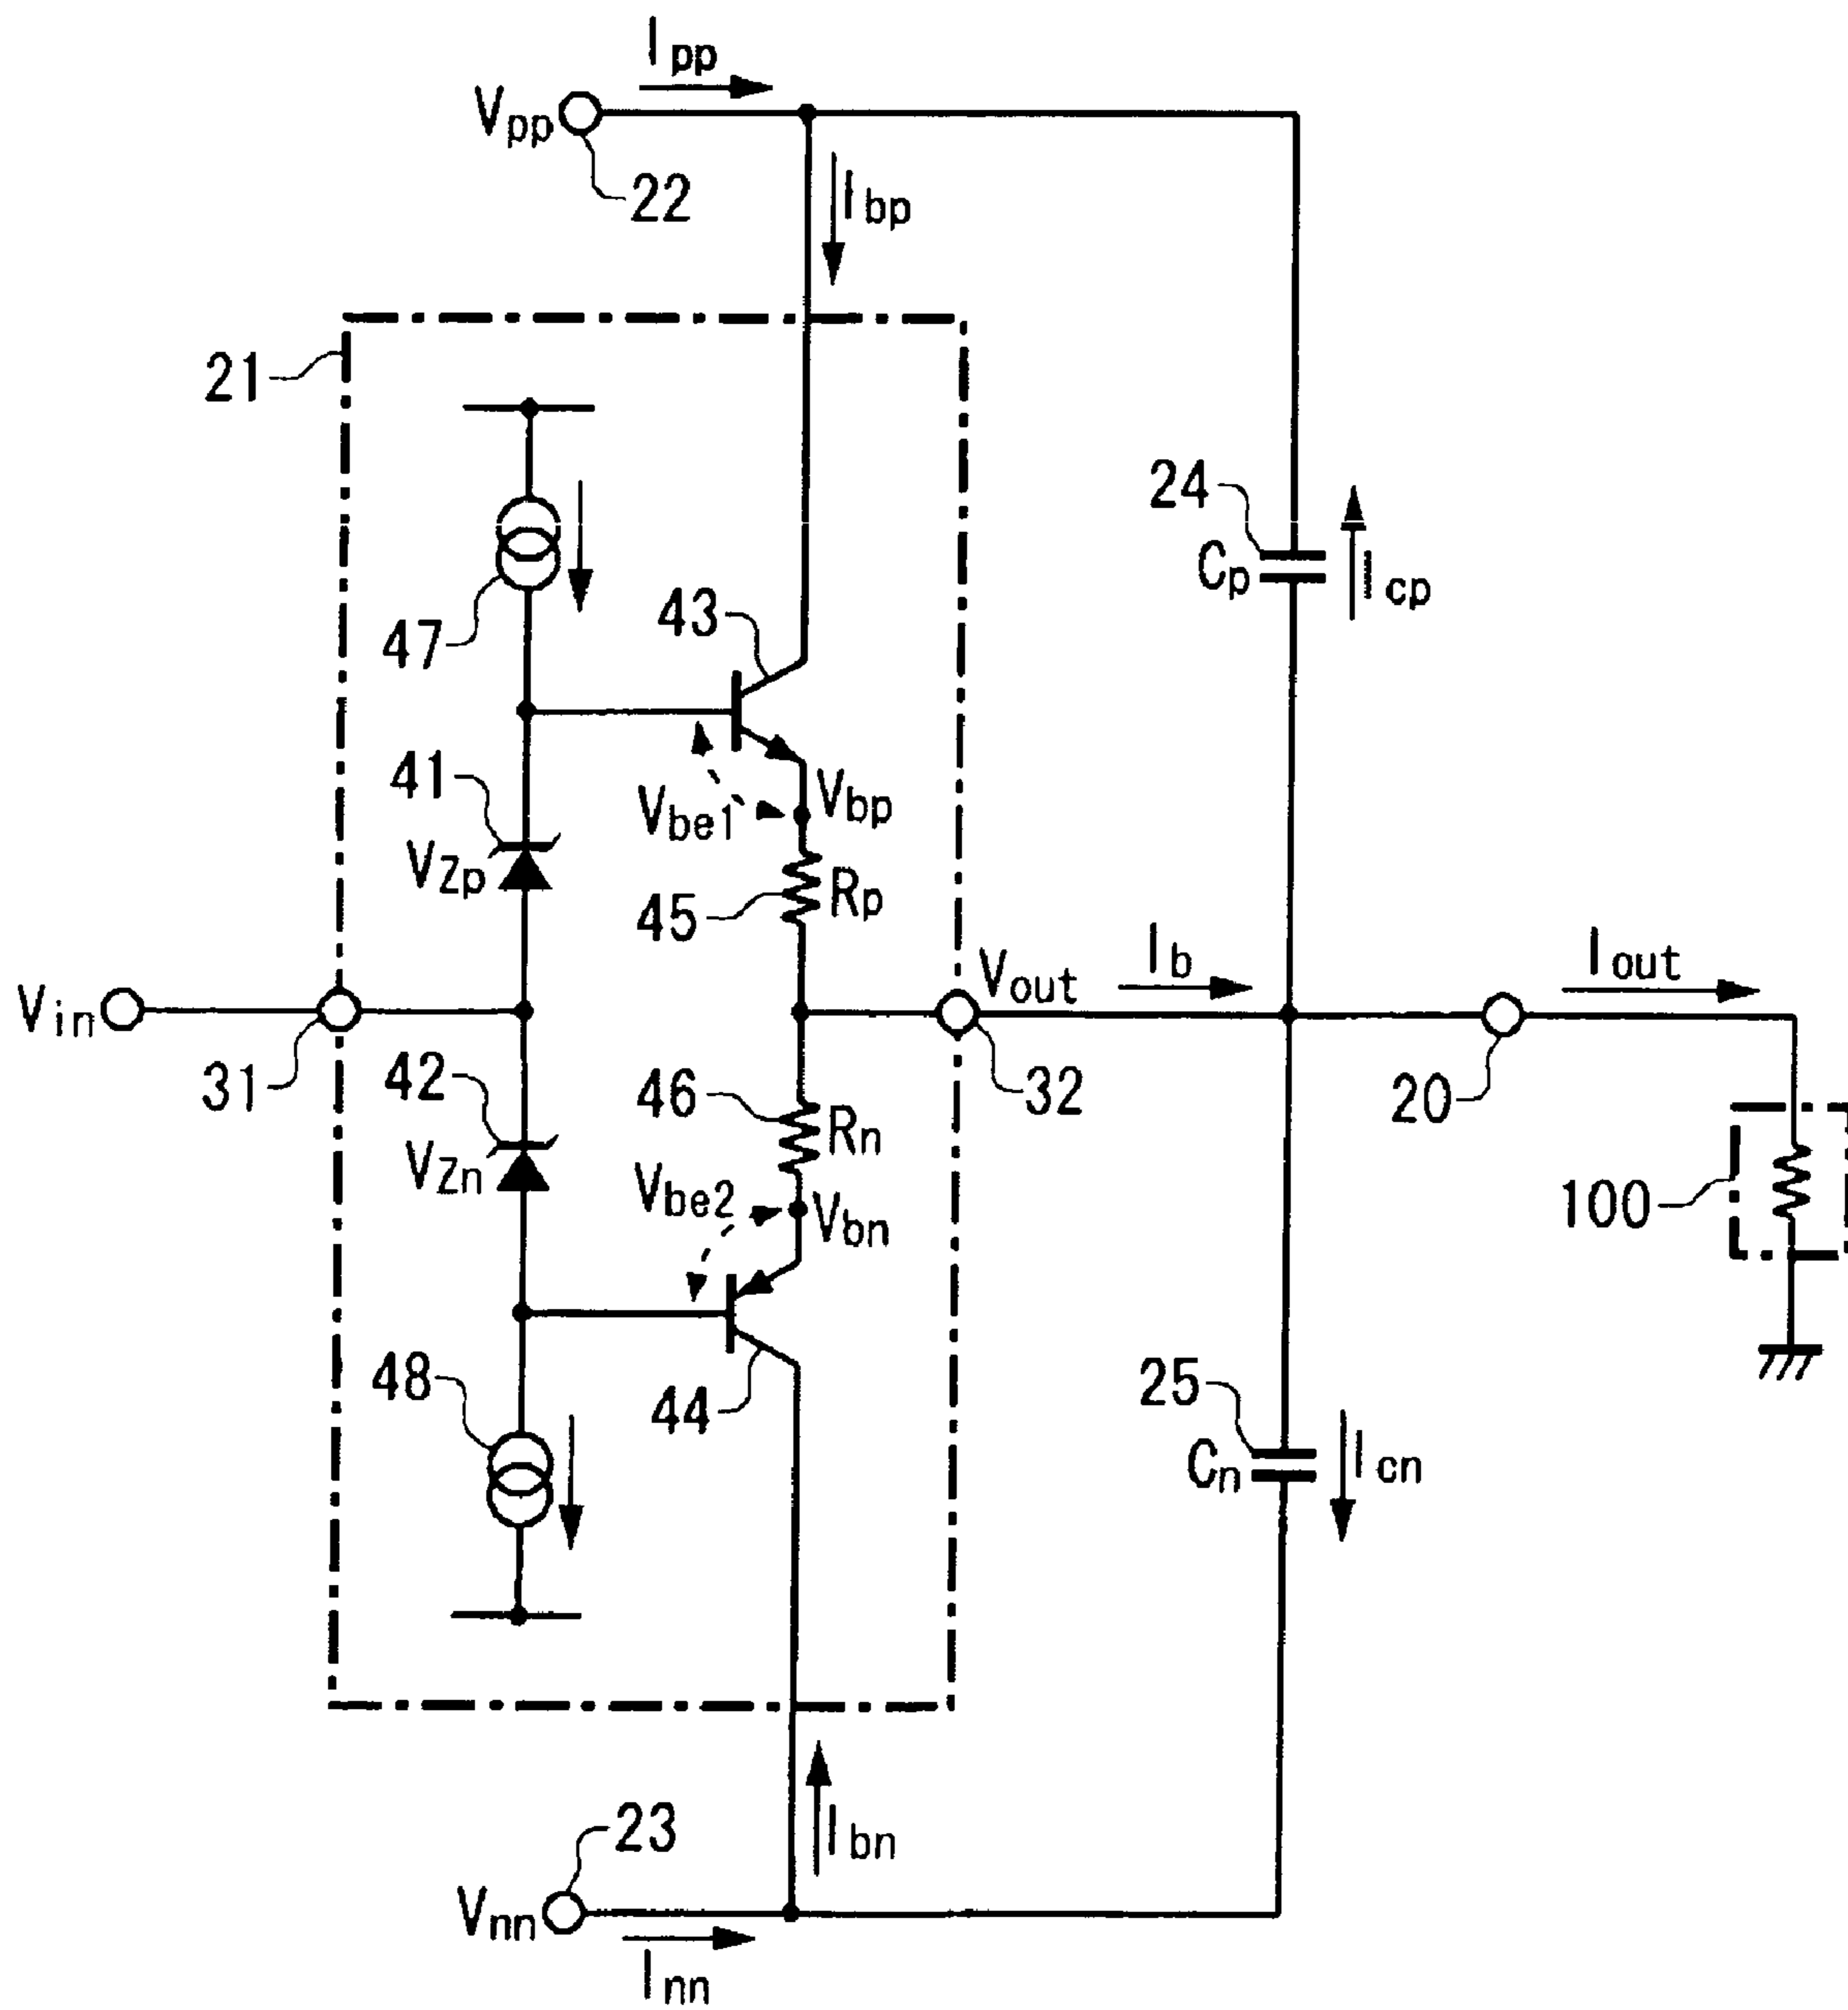 Ipp
Vpp
22
Ibp
21
24
Cp
Icp
47
43
41
Vbe1
Vbp
VZp
45
Rp
Vin
31
Vout
Ib
Iout
32
20
42
46
Rn
VZn
Vbe2
Vbn
100
48
44
25
Cn
Icn
23
Ibn
Vnn
Inn